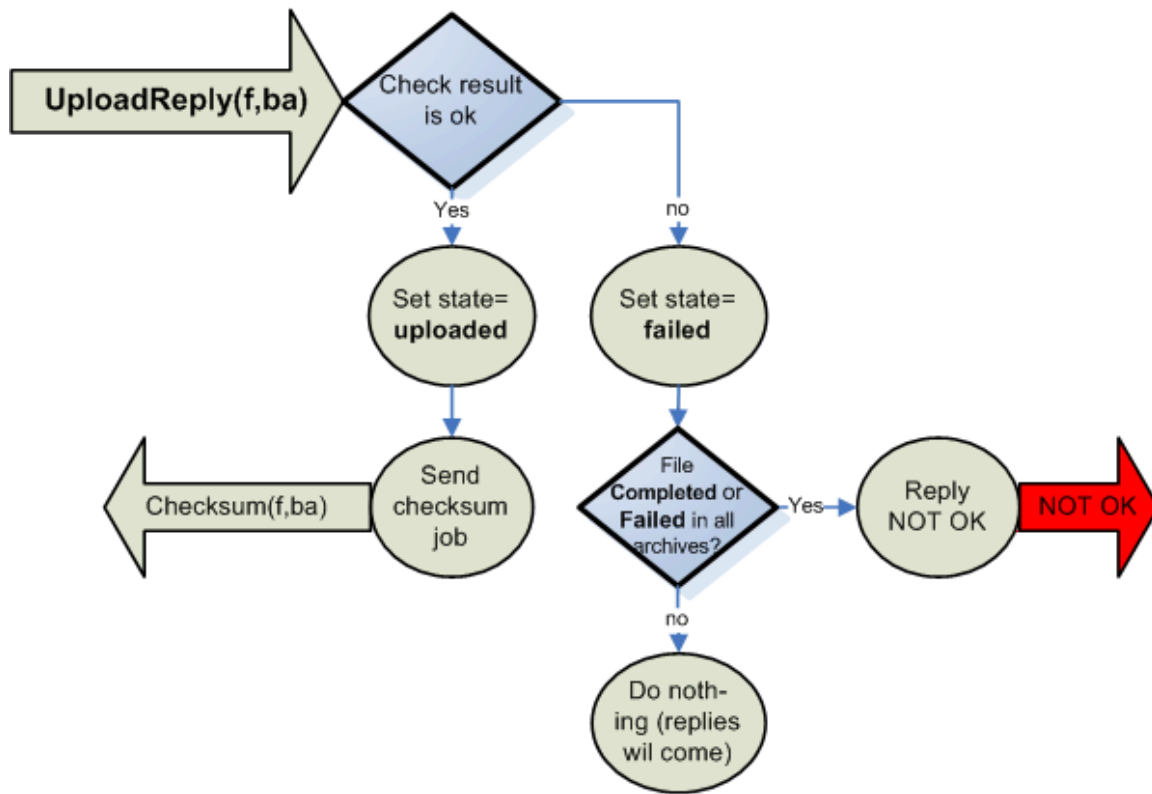 UploadReply(f,ba)
Check result
is ok
Yes
no
Set state=
uploaded
Set state=
failed
Checksum(f,ba)
Send
checksum
job
File
Completed or
Failed in all
archives?
Yes
Reply
NOT OK
NOT OK
no
Do noth-
ing (replies
wil come)